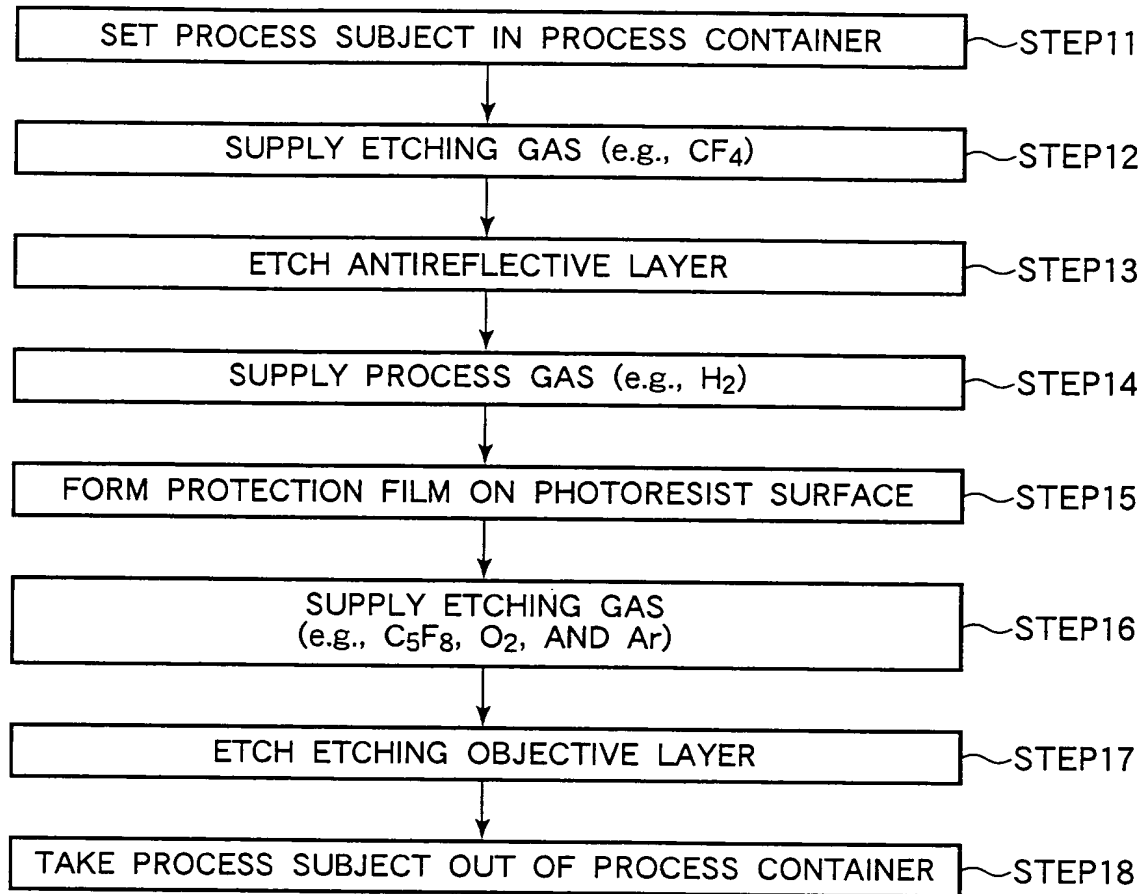 SET PROCESS SUBJECT IN PROCESS CONTAINER STEP11
SUPPLY ETCHING GAS (e.g., CF4) STEP12
ETCH ANTIREFLECTIVE LAYER STEP13
SUPPLY PROCESS GAS (e.g., H2) STEP14
FORM PROTECTION FILM ON PHOTORESIST SURFACE STEP15
SUPPLY ETCHING GAS
(e.g., C5F8, O2, AND Ar) STEP16
ETCH ETCHING OBJECTIVE LAYER STEP17
TAKE PROCESS SUBJECT OUT OF PROCESS CONTAINER STEP18